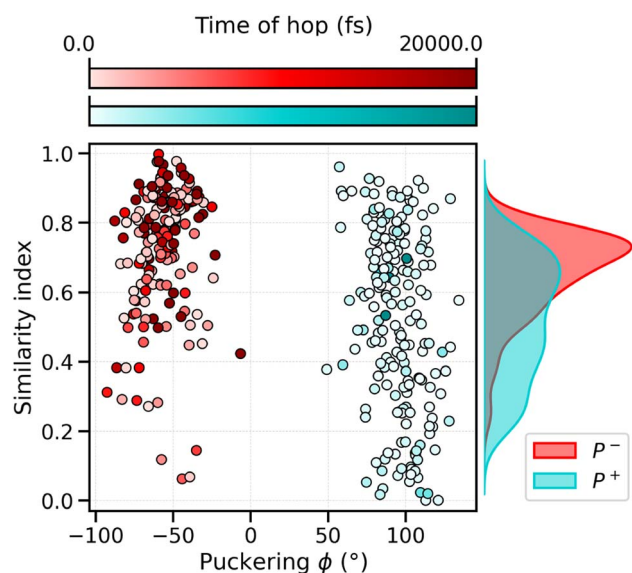 Time of hop (fs)
0.0 20000.0
1.0
0.8
0.6
0.4
0.2
0.0
Similarity index
−100 −50 0 50 100
Puckering ϕ (°)
P −
P +